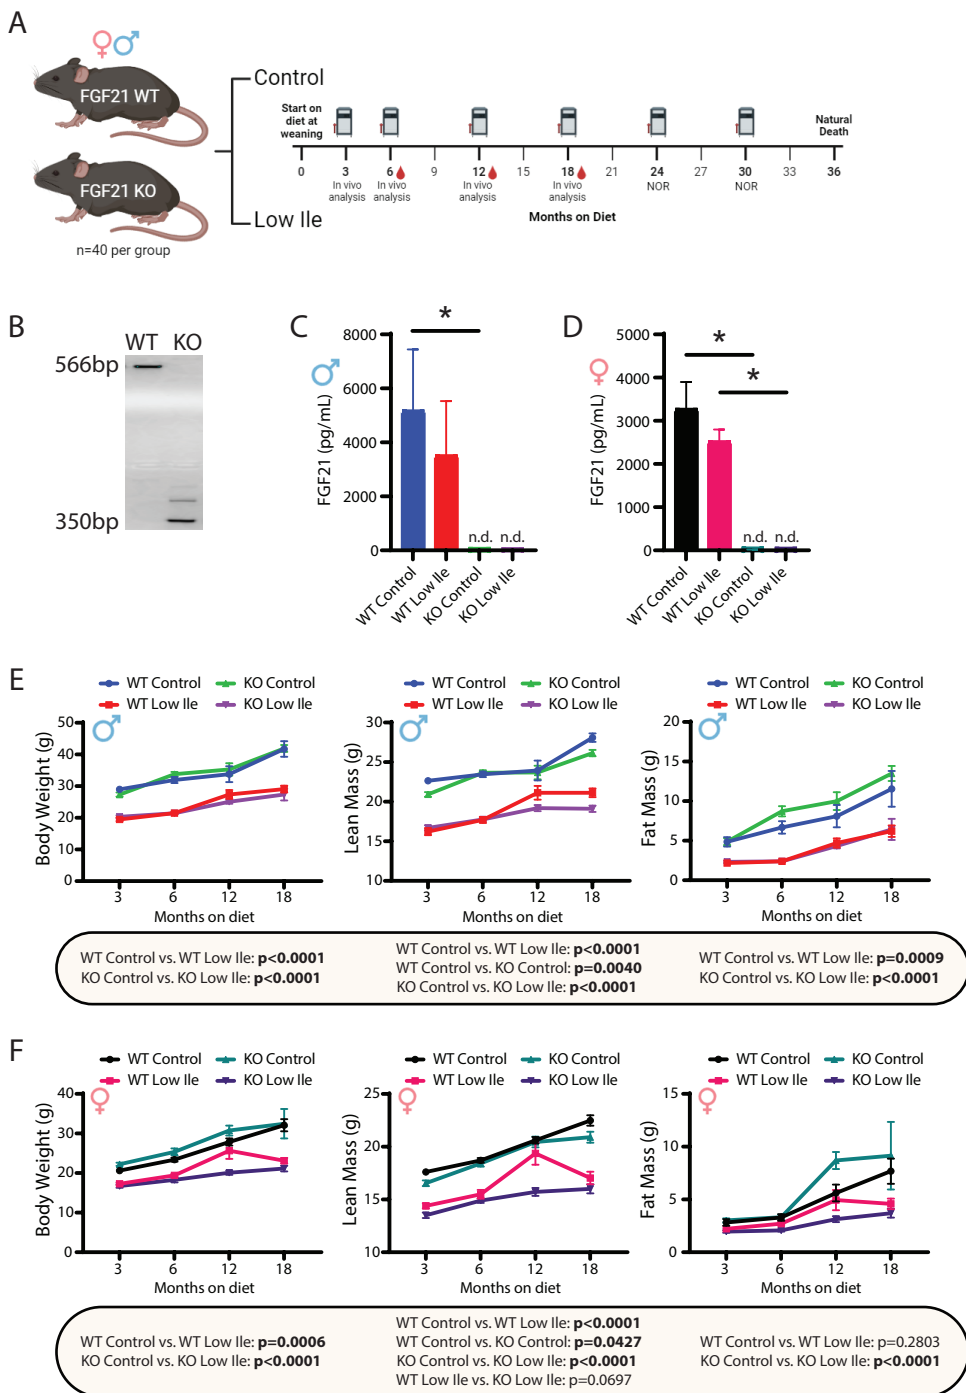 A
♀♂
FGF21 WT
FGF21 KO
n=40 per group
Control
Low Ile
Start on
diet at
weaning
Natural
Death
0 3 6 9 12 15 18 21 24 27 30 33 36
In vivo
analysis
In vivo
analysis
In vivo
analysis
In vivo
analysis
NOR
NOR
Months on Diet
B
WT KO
566bp
350bp
C
♂
*
FGF21 (pg/mL)
8000
6000
4000
2000
0
n.d. n.d.
WT Control
WT Low Ile
KO Control
KO Low Ile
D
♀
*
*
FGF21 (pg/mL)
5000
4000
3000
2000
1000
0
n.d. n.d.
WT Control
WT Low Ile
KO Control
KO Low Ile
E
WT Control KO Control
WT Low Ile KO Low Ile
♂
Body Weight (g)
50
40
30
20
10
0
3 6 12 18
Months on diet
WT Control KO Control
WT Low Ile KO Low Ile
♂
Lean Mass (g)
30
25
20
15
10
3 6 12 18
Months on diet
WT Control KO Control
WT Low Ile KO Low Ile
♂
Fat Mass (g)
20
15
10
5
0
3 6 12 18
Months on diet
WT Control vs. WT Low Ile: p<0.0001
KO Control vs. KO Low Ile: p<0.0001
WT Control vs. WT Low Ile: p<0.0001
WT Control vs. KO Control: p=0.0040
KO Control vs. KO Low Ile: p<0.0001
WT Control vs. WT Low Ile: p=0.0009
KO Control vs. KO Low Ile: p<0.0001
F
WT Control KO Control
WT Low Ile KO Low Ile
♀
Body Weight (g)
40
30
20
10
0
3 6 12 18
Months on diet
WT Control KO Control
WT Low Ile KO Low Ile
♀
Lean Mass (g)
25
20
15
10
3 6 12 18
Months on diet
WT Control KO Control
WT Low Ile KO Low Ile
♀
Fat Mass (g)
15
10
5
0
3 6 12 18
Months on diet
WT Control vs. WT Low Ile: p=0.0006
KO Control vs. KO Low Ile: p<0.0001
WT Control vs. WT Low Ile: p<0.0001
WT Control vs. KO Control: p=0.0427
KO Control vs. KO Low Ile: p<0.0001
WT Low Ile vs. KO Low Ile: p=0.0697
WT Control vs. WT Low Ile: p=0.2803
KO Control vs. KO Low Ile: p<0.0001